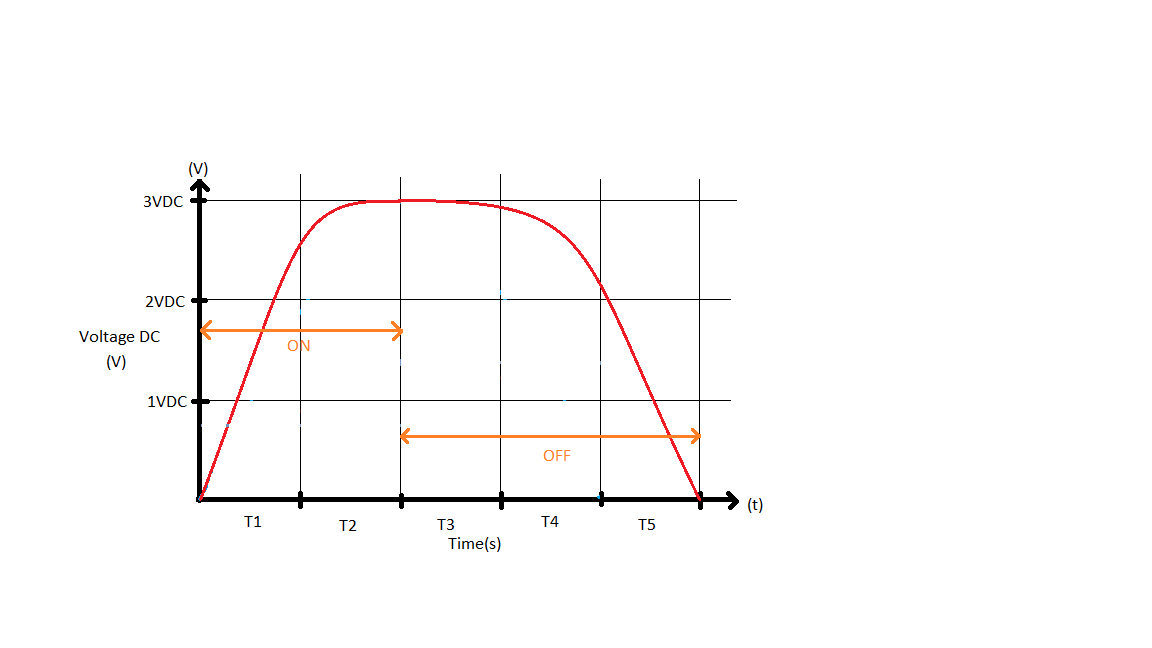 (V)
3VDC
2VDC
Voltage DC
(V)
ON
1VDC
OFF
(t)
T1
T2
T3
T4
T5
Time(s)